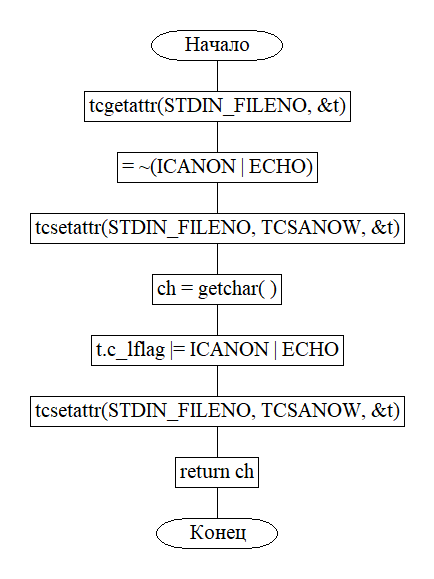 Начало
tcgetattr(STDIN_FILENO, &t)
= ~(ICANON | ECHO)
tcsetattr(STDIN_FILENO, TCSANOW, &t)
ch = getchar( )
t.c_lflag |= ICANON | ECHO
tcsetattr(STDIN_FILENO, TCSANOW, &t)
return ch
Конец